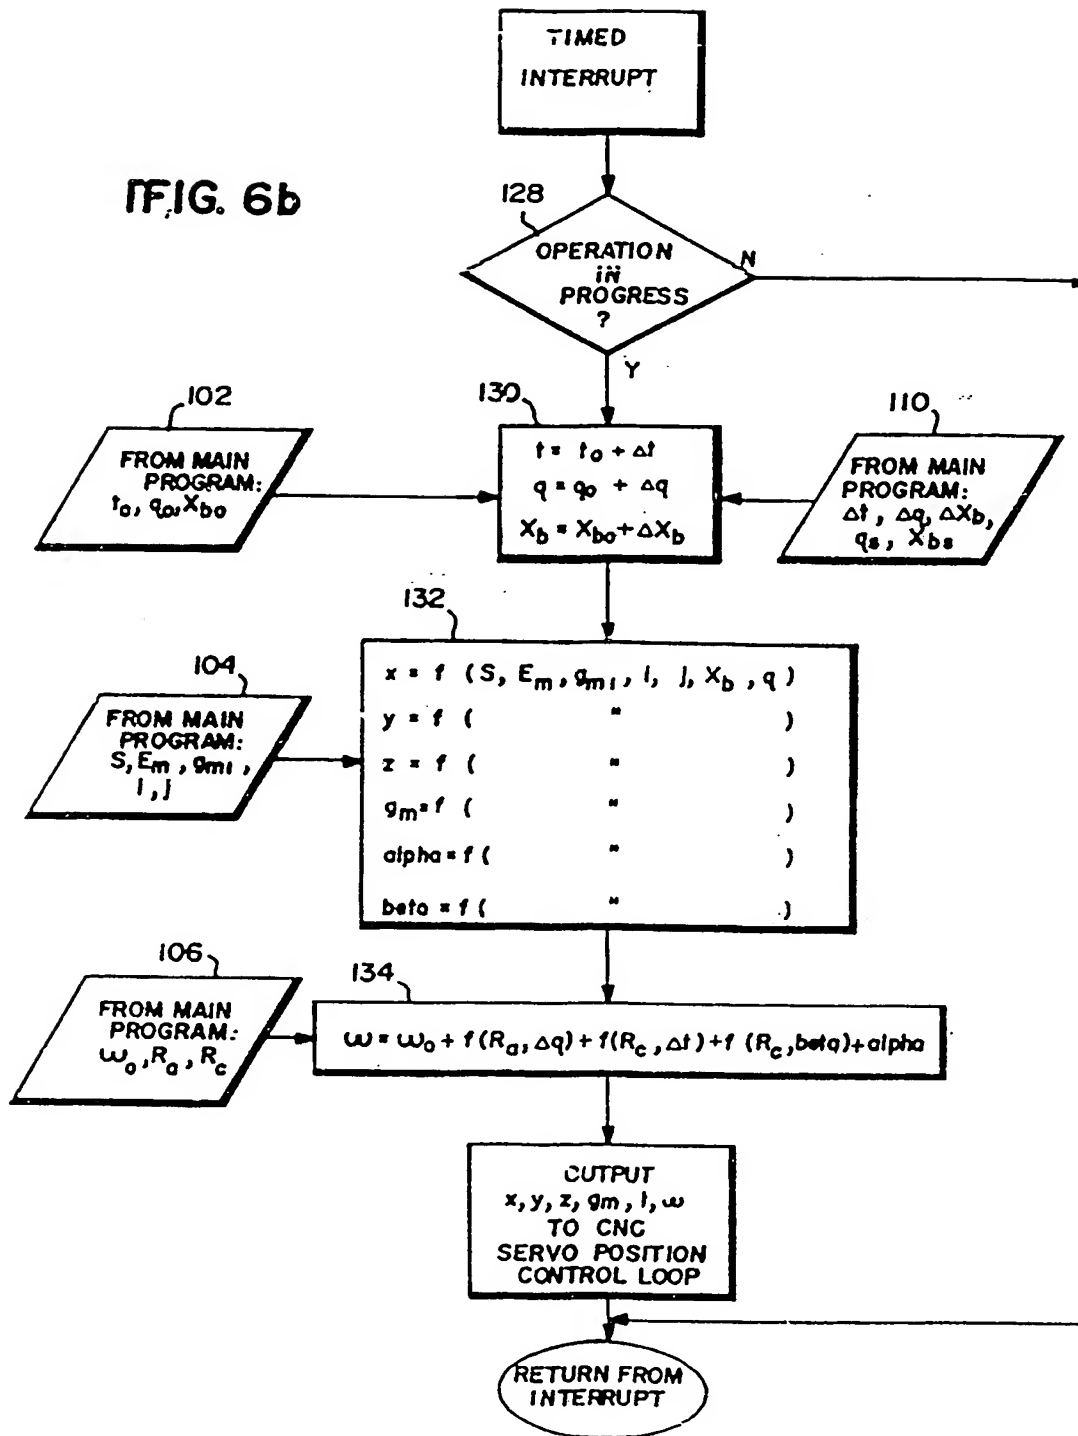 TIMED
INTERRUPT
FIG. 6b
128
OPERATION
IN
PROGRESS
?
N
Y
102
FROM MAIN
PROGRAM:
t₀, q₀, X_b₀
130
t = t₀ + Δt
q = q₀ + Δq
X_b = X_b₀ + ΔX_b
110
FROM MAIN
PROGRAM:
Δt, Δq, ΔX_b,
q_s, X_bs
132
x = f (S, E_m, g_mi, i, j, X_b, q)
y = f ( " )
z = f ( " )
g_m = f ( " )
alpha = f ( " )
beta = f ( " )
104
FROM MAIN
PROGRAM:
S, E_m, g_mi,
i, j
106
FROM MAIN
PROGRAM:
ω₀, R_a, R_c
134
ω = ω₀ + f (R_a, Δq) + f(R_c, Δt) + f (R_c, beta) + alpha
OUTPUT
x, y, z, g_m, t, ω
TO CNC
SERVO POSITION
CONTROL LOOP
RETURN FROM
INTERRUPT